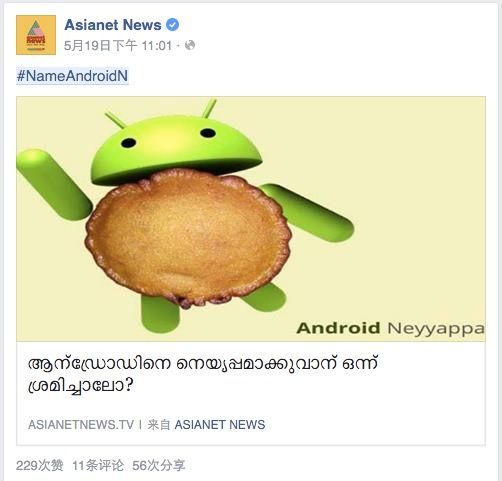 Asianet News
5月19日下午 11:01
#NameAndroidN
Android Neyyappa
ആന്‍ഡ്രോഡിനെ നെയൃപ്പമാക്കുവാന് ഒന്ന്
ശ്രമിച്ചാലോ?
ASIANETNEWS.TV | 来自 ASIANET NEWS
229次赞 11条评论 56次分享